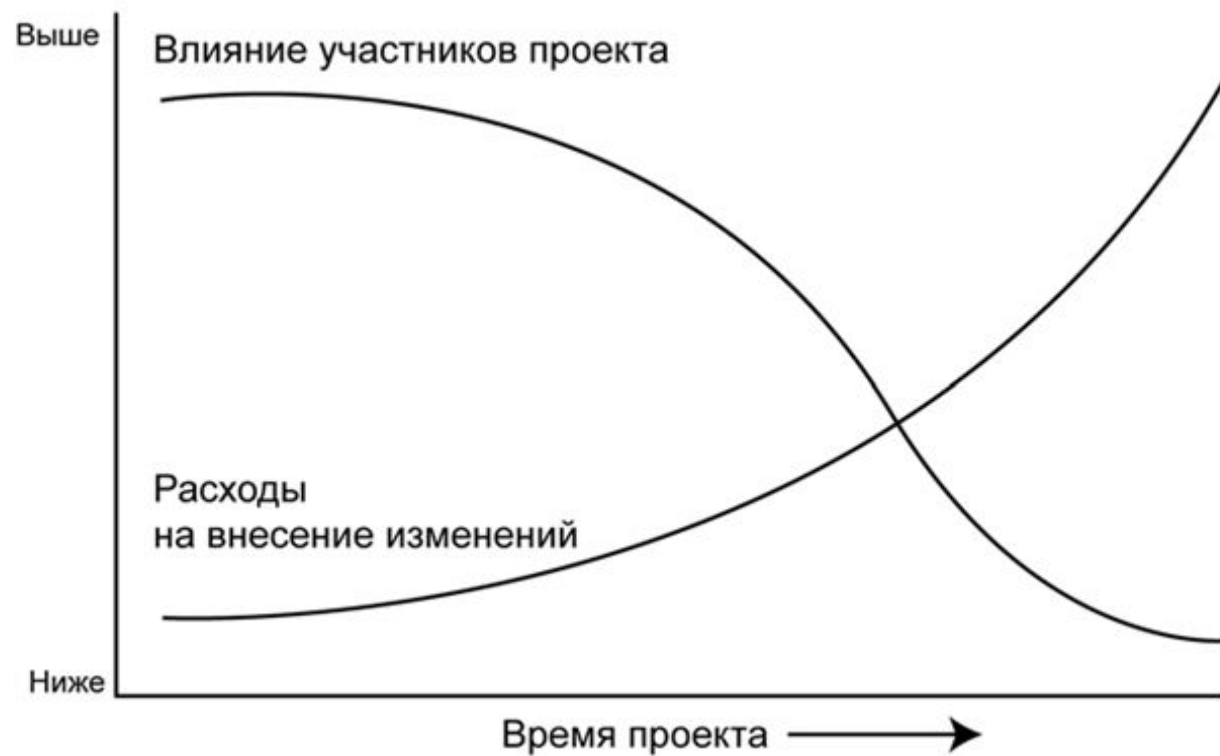 Выше
Влияние участников проекта
Расходы
на внесение изменений
Ниже
Время проекта